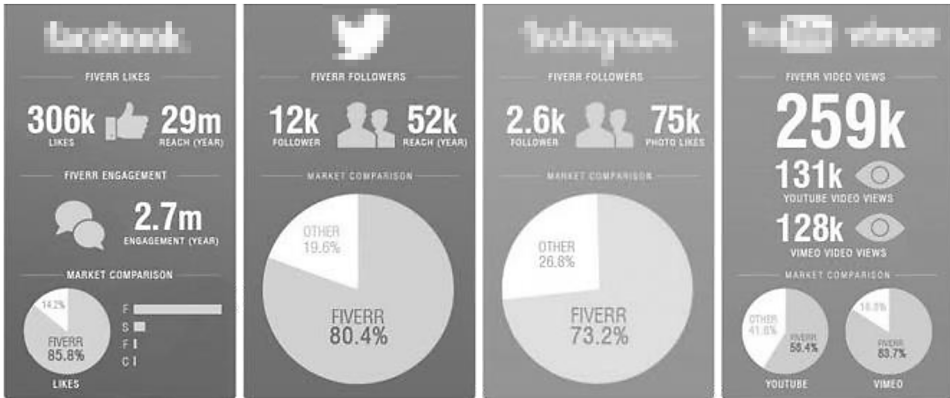 FIVERR LIKES
306k 29m
LIKES REACH (YEAR)
FIVERR ENGAGEMENT
2.7m
ENGAGEMENT (YEAR)
MARKET COMPARISON
14.2%
FIVERR
85.8%
LIKES
F
S
F
C
FIVERR FOLLOWERS
12k 52k
FOLLOWER REACH (YEAR)
MARKET COMPARISON
OTHER
19.6%
FIVERR
80.4%
FIVERR FOLLOWERS
2.6k 75k
FOLLOWER PHOTO LIKES
MARKET COMPARISON
OTHER
26.8%
FIVERR
73.2%
FIVERR VIDEO VIEWS
259k
131k
YOUTUBE VIDEO VIEWS
128k
VIMEO VIDEO VIEWS
MARKET COMPARISON
OTHER
41.6%
FIVERR
58.4%
YOUTUBE
FIVERR
83.7%
VIMEO